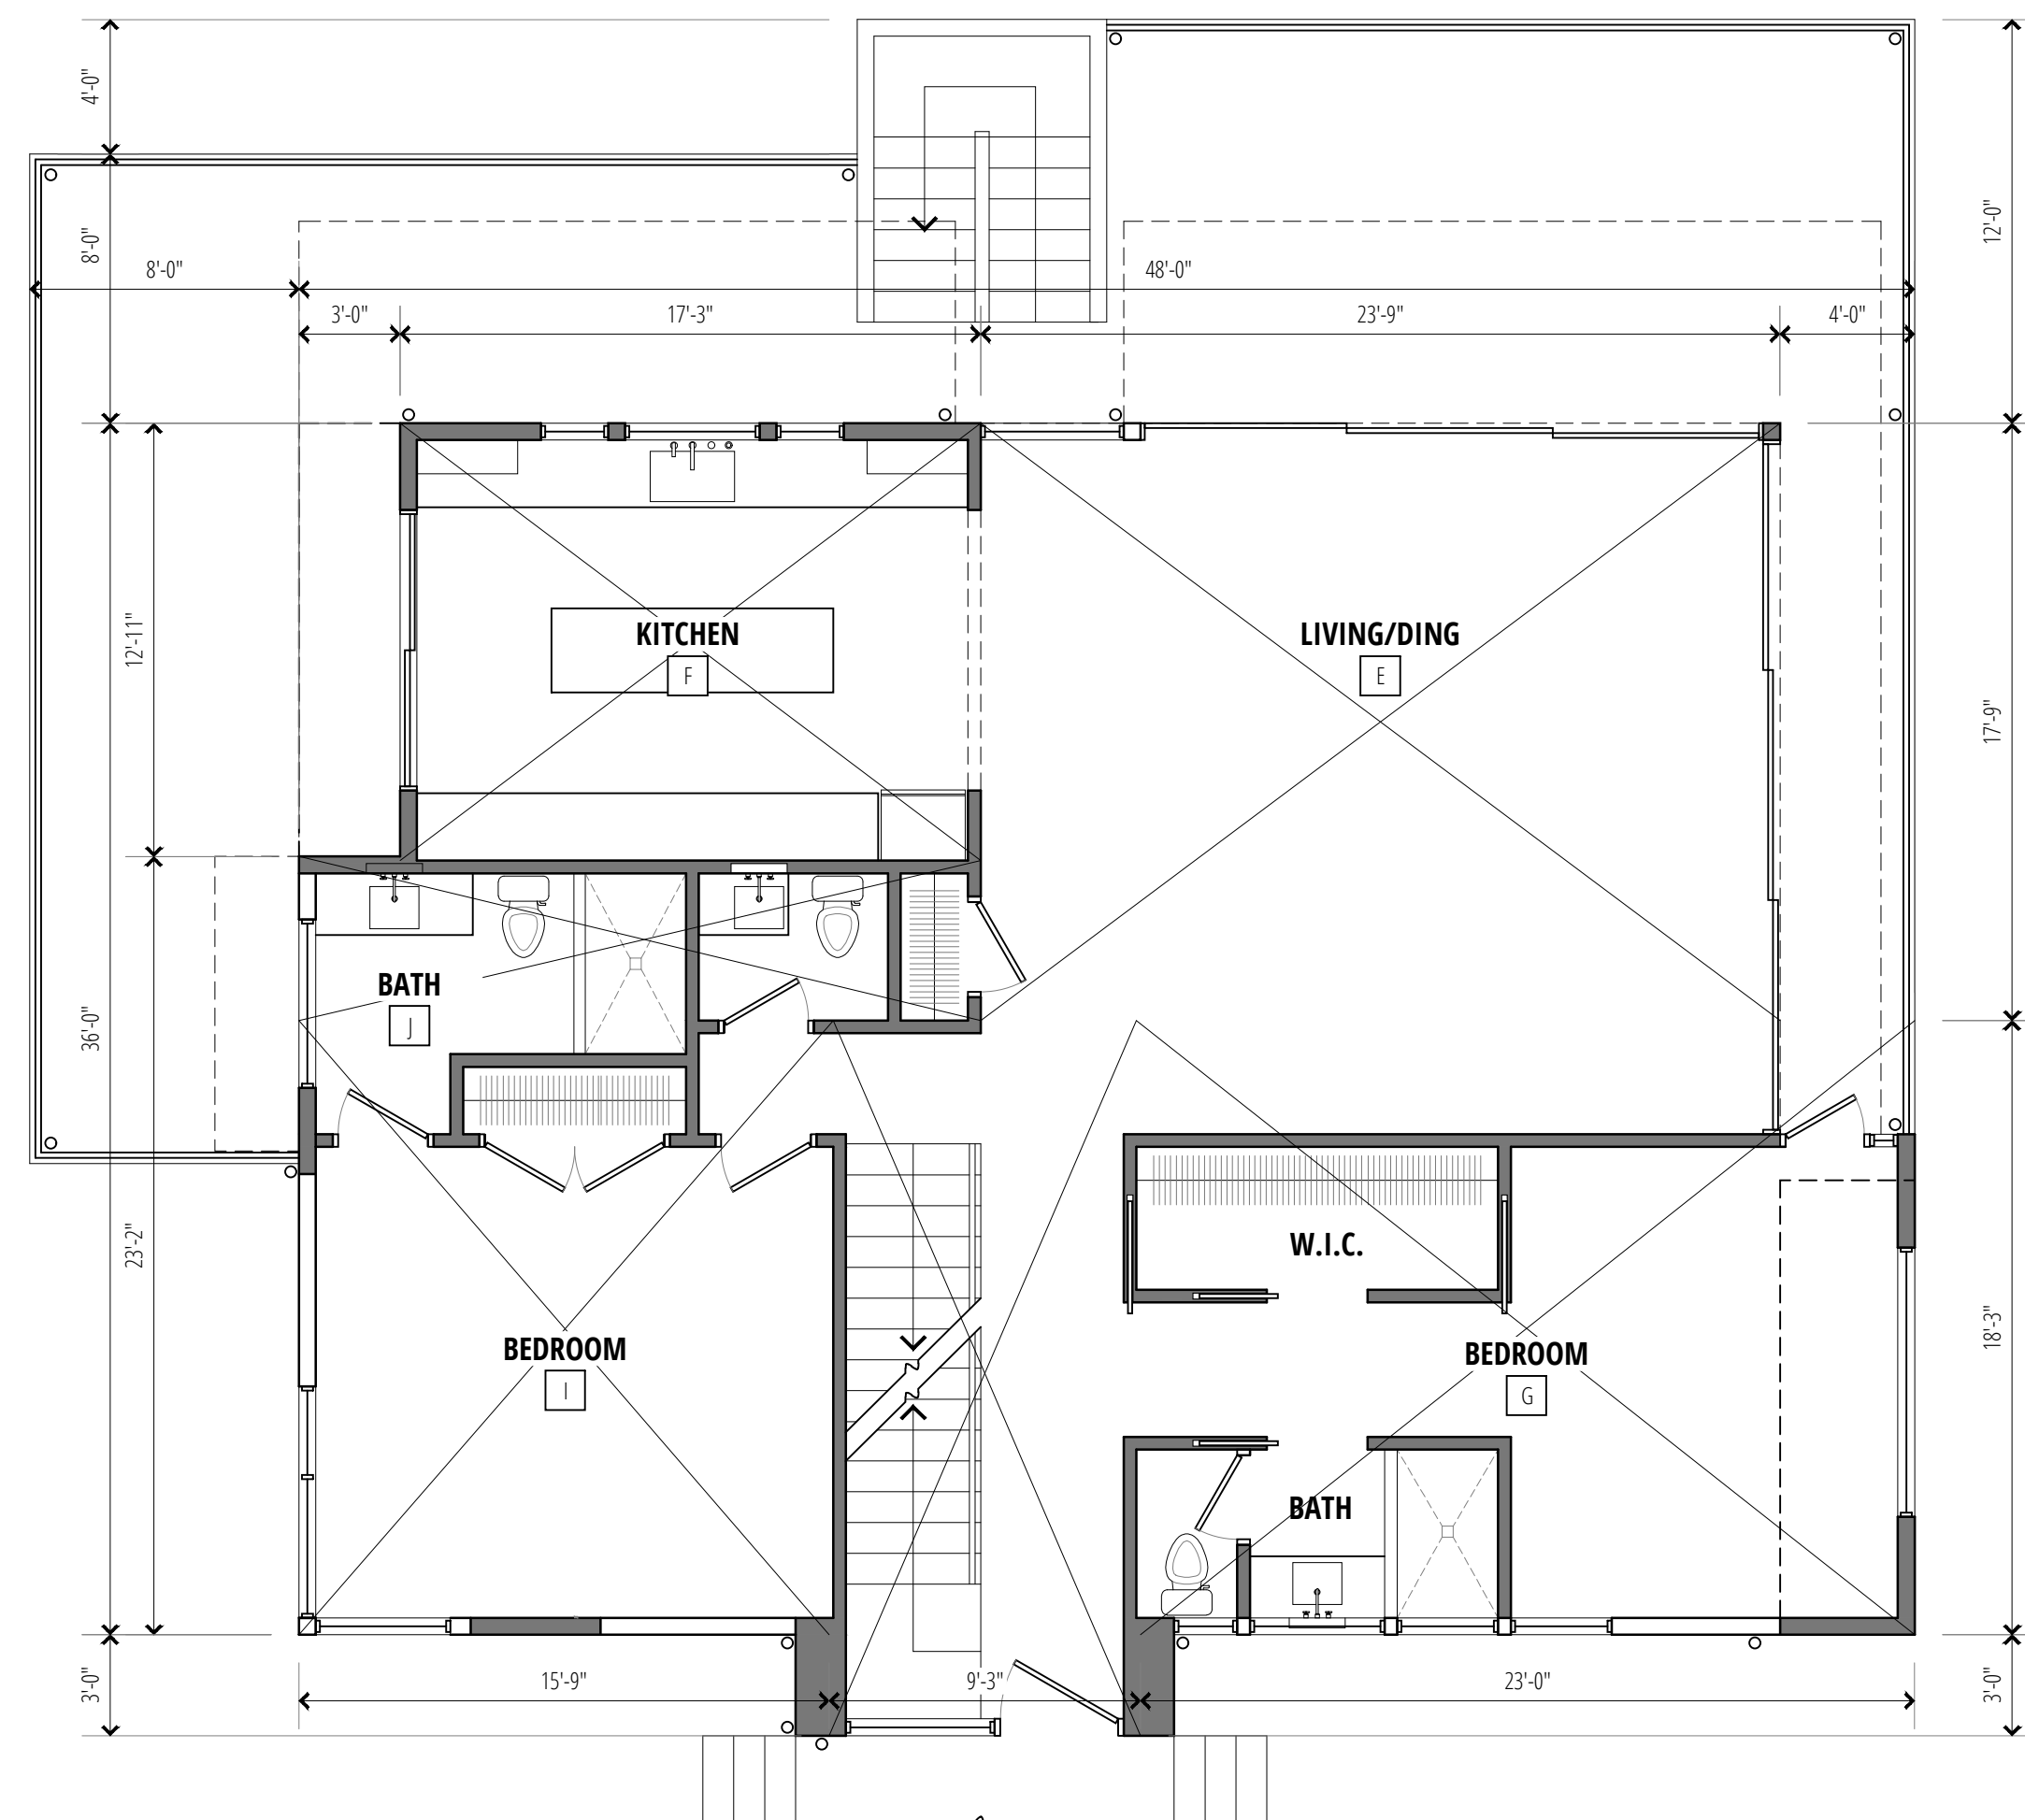 4'-0"
8'-0"
12'-0"
8'-0"
48'-0"
3'-0"
17'-3"
23'-9"
4'-0"
12'-11"
KITCHEN
F
LIVING/DING
E
17'-9"
BATH
J
36'-0"
23'-2"
W.I.C.
BEDROOM
I
BEDROOM
G
18'-3"
BATH
3'-0"
15'-9"
9'-3"
23'-0"
3'-0"